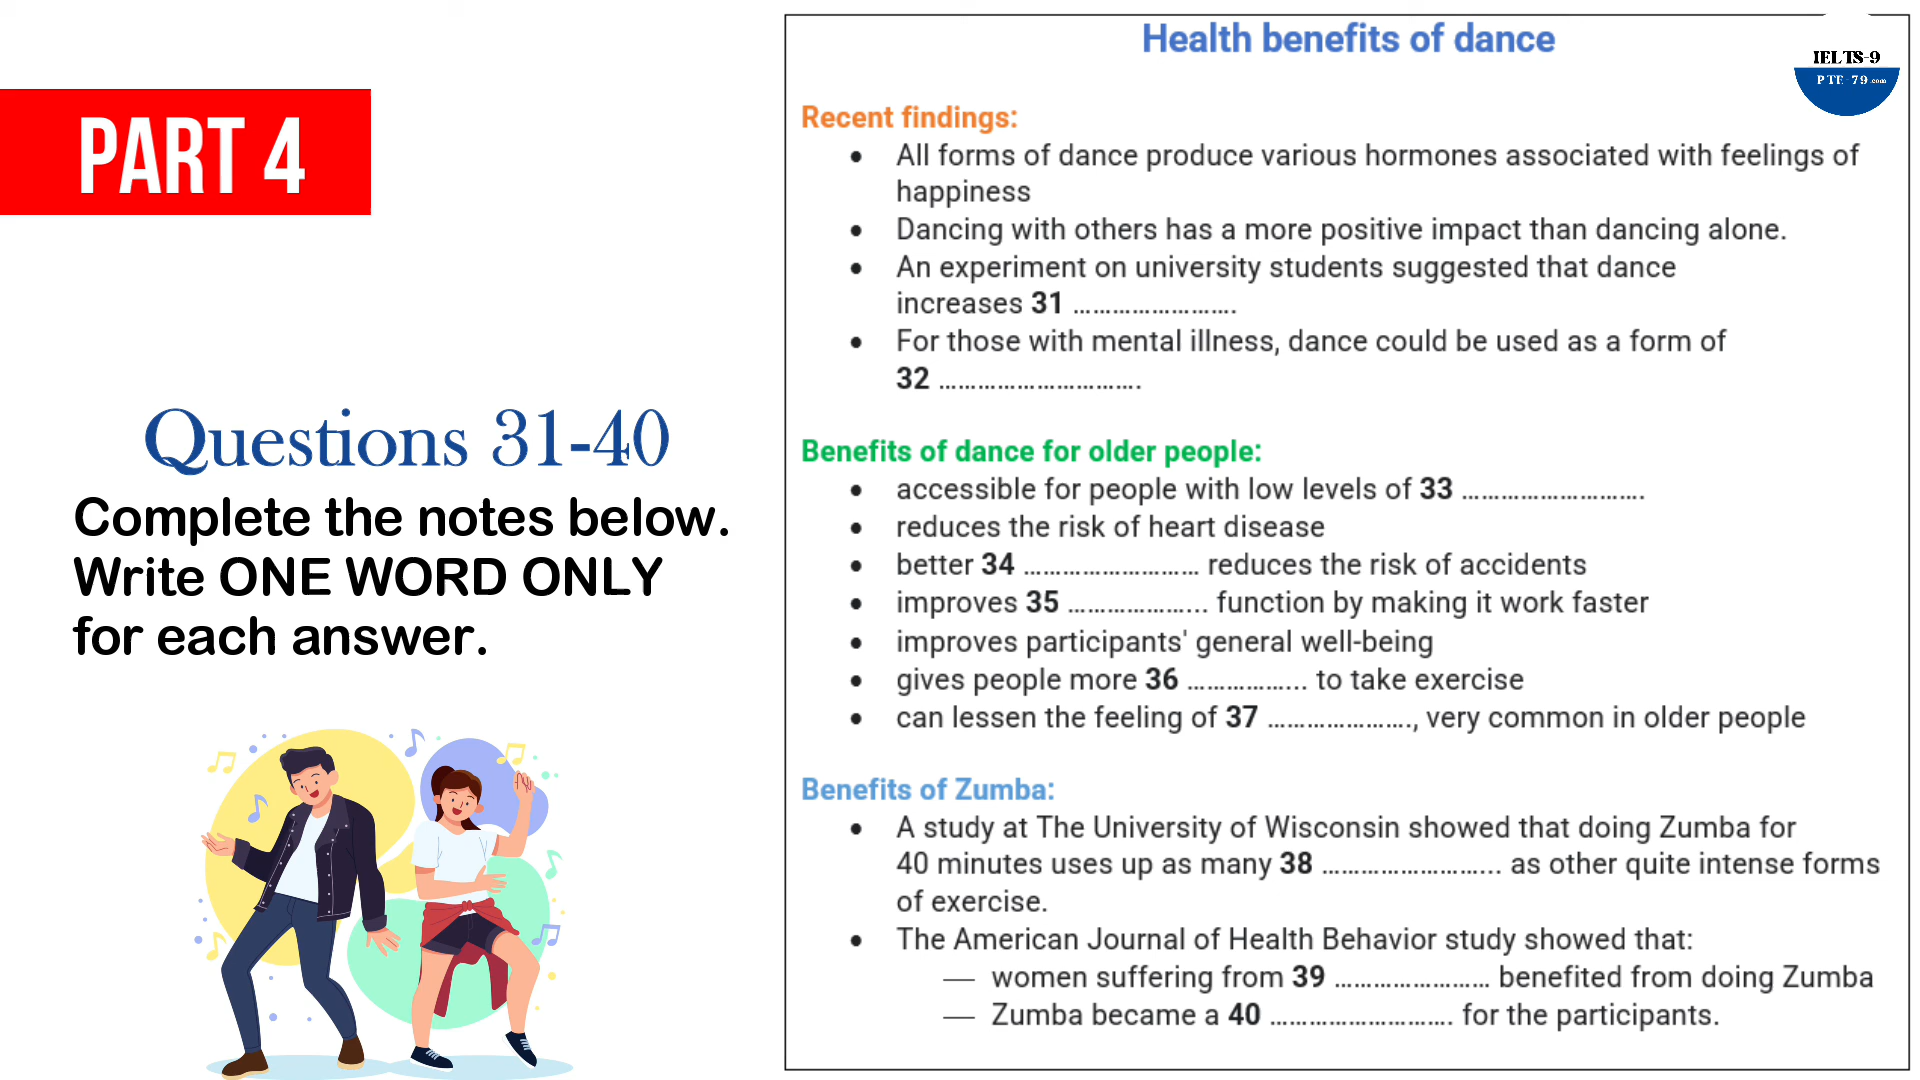 PART 4
Questions 31-40
Complete the notes below.
Write ONE WORD ONLY
for each answer.
Health benefits of dance
IELTS-9
PTE-79.com
Recent findings:
• All forms of dance produce various hormones associated with feelings of
happiness
• Dancing with others has a more positive impact than dancing alone.
• An experiment on university students suggested that dance
increases 31 …………………….
• For those with mental illness, dance could be used as a form of
32 ………………………….
Benefits of dance for older people:
• accessible for people with low levels of 33 ……………………….
• reduces the risk of heart disease
• better 34 ……………………… reduces the risk of accidents
• improves 35 ………………... function by making it work faster
• improves participants' general well-being
• gives people more 36 ……………... to take exercise
• can lessen the feeling of 37 …………………., very common in older people
Benefits of Zumba:
• A study at The University of Wisconsin showed that doing Zumba for
40 minutes uses up as many 38 ……………………... as other quite intense forms
of exercise.
• The American Journal of Health Behavior study showed that:
— women suffering from 39 …………………… benefited from doing Zumba
— Zumba became a 40 ………………………. for the participants.